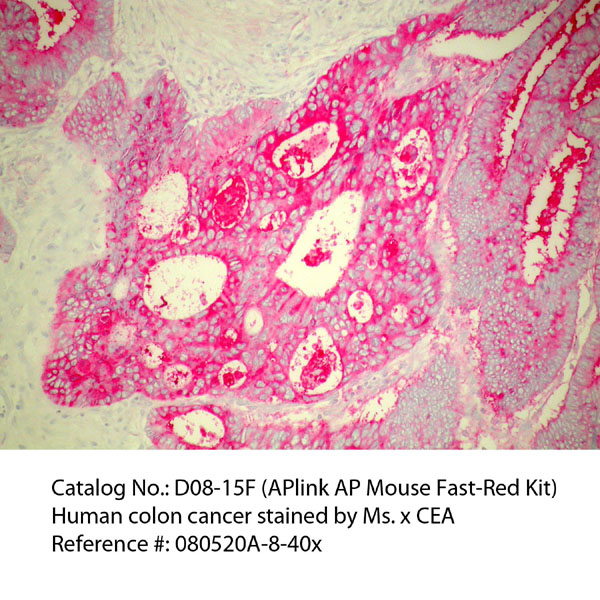 Catalog No.: D08-15F (APlink AP Mouse Fast-Red Kit)
Human colon cancer stained by Ms. x CEA
Reference #: 080520A-8-40x